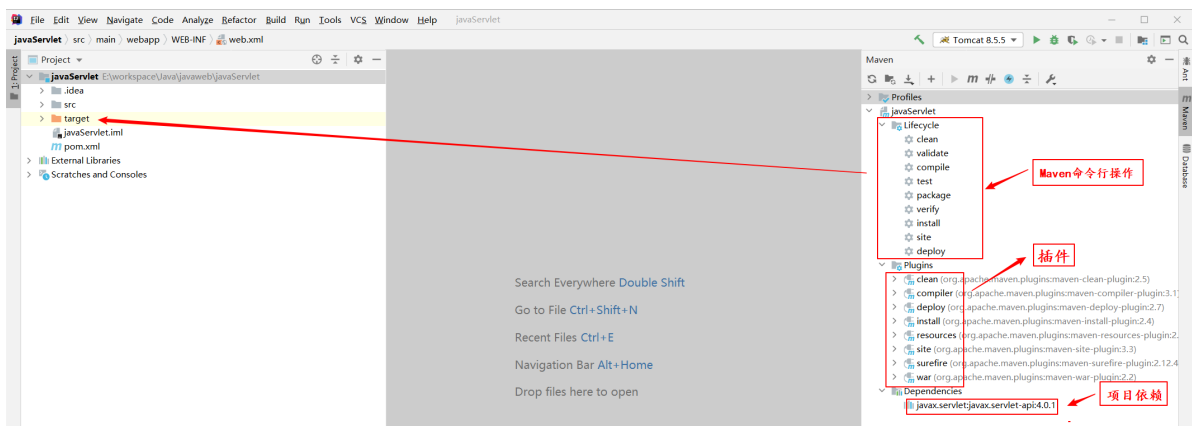 File Edit View Navigate Code Analyze Refactor Build Run Tools VCS Window Help javaServlet
javaServlet src main webapp WEB-INF web.xml
Tomcat 8.5.5
1: Project
Project
javaServlet E:\workspace\Java\javaweb\javaServlet
.idea
src
target
javaServlet.iml
pom.xml
External Libraries
Scratches and Consoles
Search Everywhere Double Shift
Go to File Ctrl+Shift+N
Recent Files Ctrl+E
Navigation Bar Alt+Home
Drop files here to open
Maven
Profiles
javaServlet
Lifecycle
clean
validate
compile
test
package
verify
install
site
deploy
Maven命令行操作
Plugins
插件
clean (org.apache.maven.plugins:maven-clean-plugin:2.5)
compiler (org.apache.maven.plugins:maven-compiler-plugin:3.1)
deploy (org.apache.maven.plugins:maven-deploy-plugin:2.7)
install (org.apache.maven.plugins:maven-install-plugin:2.4)
resources (org.apache.maven.plugins:maven-resources-plugin:2.
site (org.apache.maven.plugins:maven-site-plugin:3.3)
surefire (org.apache.maven.plugins:maven-surefire-plugin:2.12.4
war (org.apache.maven.plugins:maven-war-plugin:2.2)
Dependencies
javax.servlet:javax.servlet-api:4.0.1
项目依赖
Ant
Maven
Database